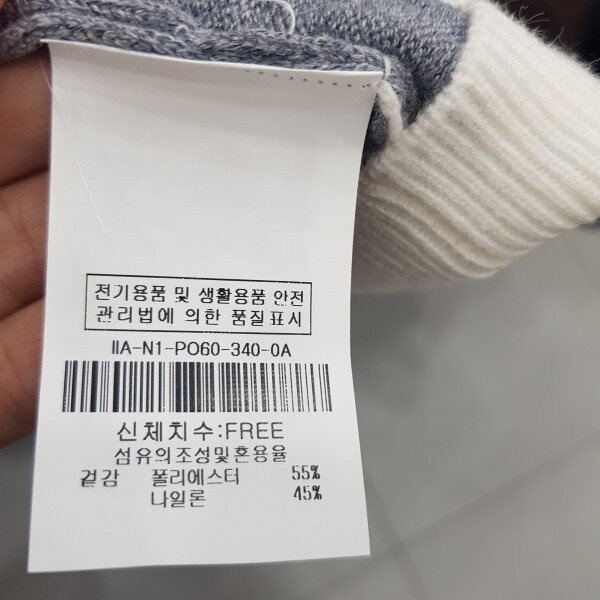 전기용품 및 생활용품 안전
관리법에 의한 품질표시
IIA-N1-PO60-340-0A
신체치수:FREE
섬유의조성및혼용율
겉감 폴리에스터 55%
나일론 45%